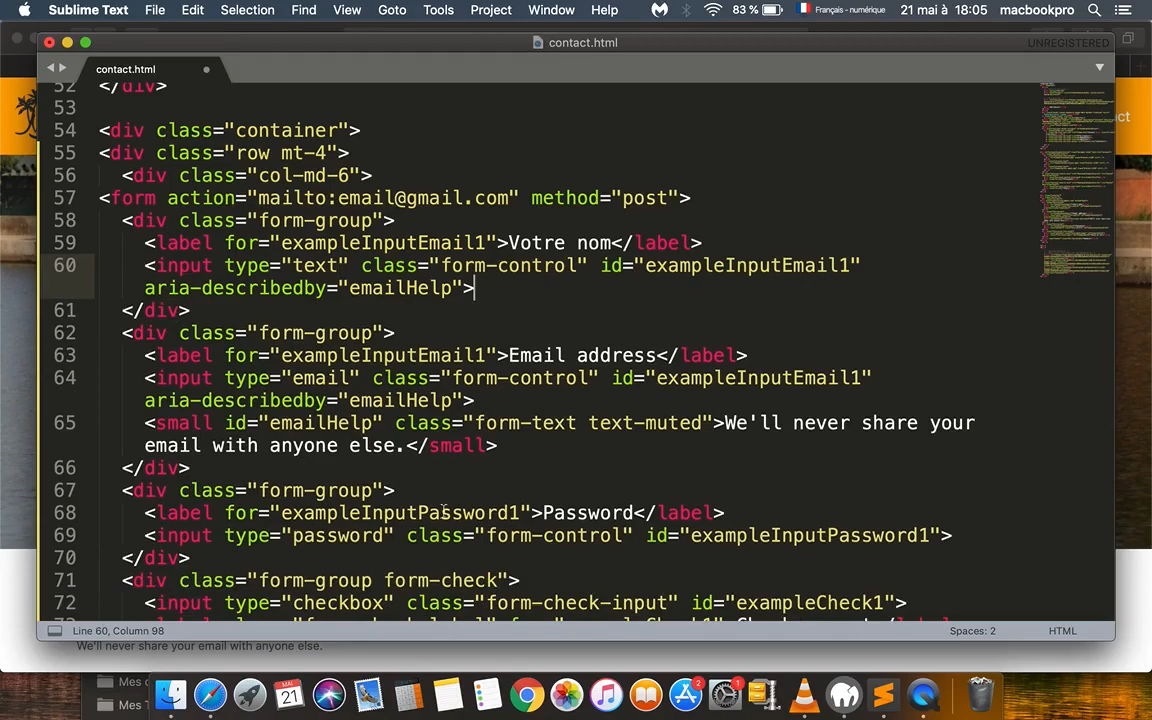 Sublime Text File Edit Selection Find View Goto Tools Project Window Help 83 % Français - numérique 21 mai à 18:05 macbookpro
contact.html UNREGISTERED
contact.html
52 </div>
53
54 <div class="container">
55 <div class="row mt-4">
56 <div class="col-md-6">
57 <form action="mailto:email@gmail.com" method="post">
58 <div class="form-group">
59 <label for="exampleInputEmail1">Votre nom</label>
60 <input type="text" class="form-control" id="exampleInputEmail1"
aria-describedby="emailHelp">
61 </div>
62 <div class="form-group">
63 <label for="exampleInputEmail1">Email address</label>
64 <input type="email" class="form-control" id="exampleInputEmail1"
aria-describedby="emailHelp">
65 <small id="emailHelp" class="form-text text-muted">We'll never share your
email with anyone else.</small>
66 </div>
67 <div class="form-group">
68 <label for="exampleInputPassword1">Password</label>
69 <input type="password" class="form-control" id="exampleInputPassword1">
70 </div>
71 <div class="form-group form-check">
72 <input type="checkbox" class="form-check-input" id="exampleCheck1">
Line 60, Column 98 Spaces: 2 HTML
We'll never share your email with anyone else.
Mes
Mes
MAI
21
2
1